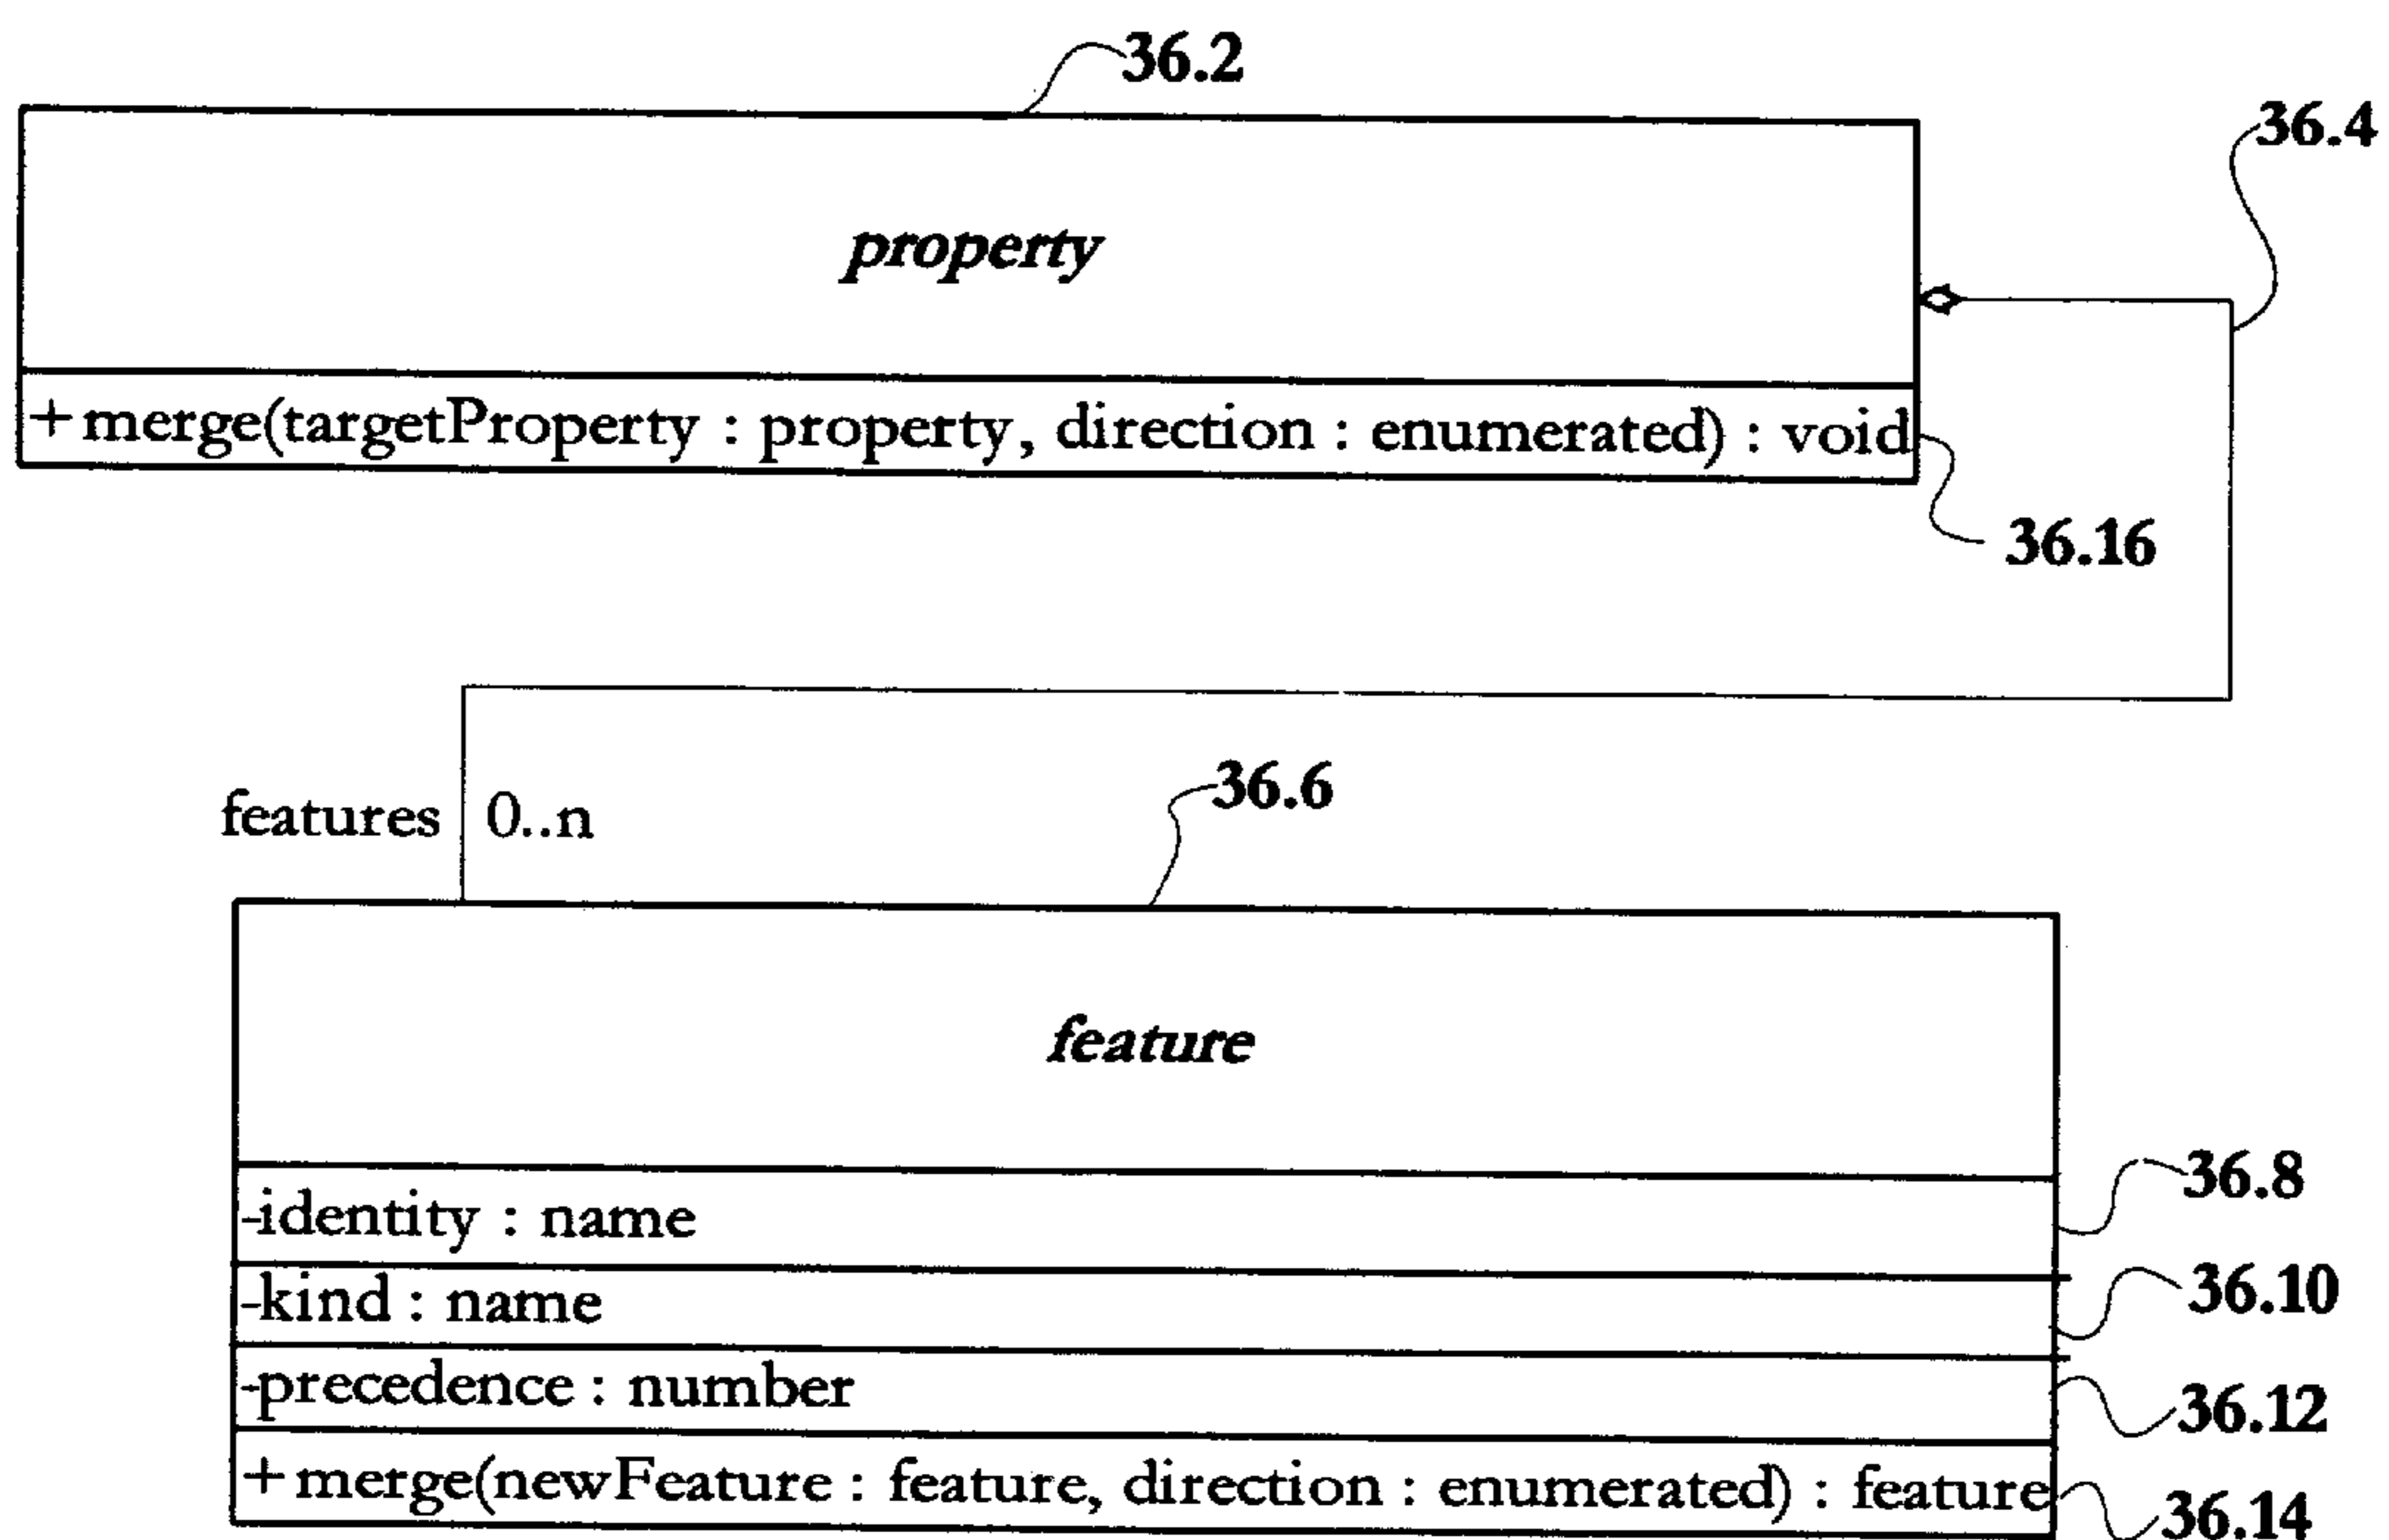 36.2
36.4
property
+merge(targetProperty : property, direction : enumerated) : void
36.16
36.6
features 0..n
feature
36.8
-identity : name
36.10
-kind : name
36.12
-precedence : number
+merge(newFeature : feature, direction : enumerated) : feature
36.14